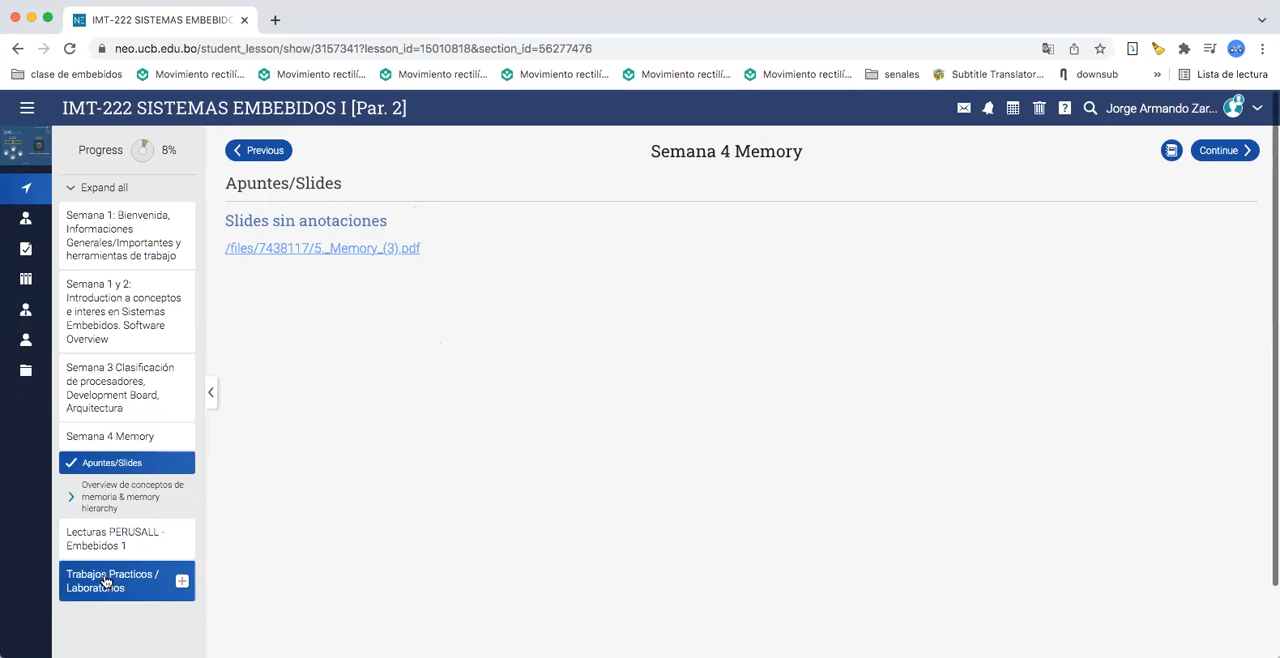 IMT-222 SISTEMAS EMBEBIDO
neo.ucb.edu.bo/student_lesson/show/3157341?lesson_id=15010818&section_id=56277476
clase de embebidos
Movimiento rectilí...
Movimiento rectilí...
Movimiento rectilí...
Movimiento rectilí...
Movimiento rectilí...
Movimiento rectilí...
senales
Subtitle Translator...
downsub
»
Lista de lectura
IMT-222 SISTEMAS EMBEBIDOS I [Par. 2]
Jorge Armando Zar...
Progress 8%
Previous
Semana 4 Memory
Continue
Expand all
Apuntes/Slides
Slides sin anotaciones
/files/7438117/5._Memory_(3).pdf
Semana 1: Bienvenida,
Informaciones
Generales/Importantes y
herramientas de trabajo
Semana 1 y 2:
Introduction a conceptos
e interes en Sistemas
Embebidos. Software
Overview
Semana 3 Clasificación
de procesadores,
Development Board,
Arquitectura
Semana 4 Memory
Apuntes/Slides
Overview de conceptos de
memoria & memory
hierarchy
Lecturas PERUSALL -
Embebidos 1
Trabajos Practicos /
Laboratorios